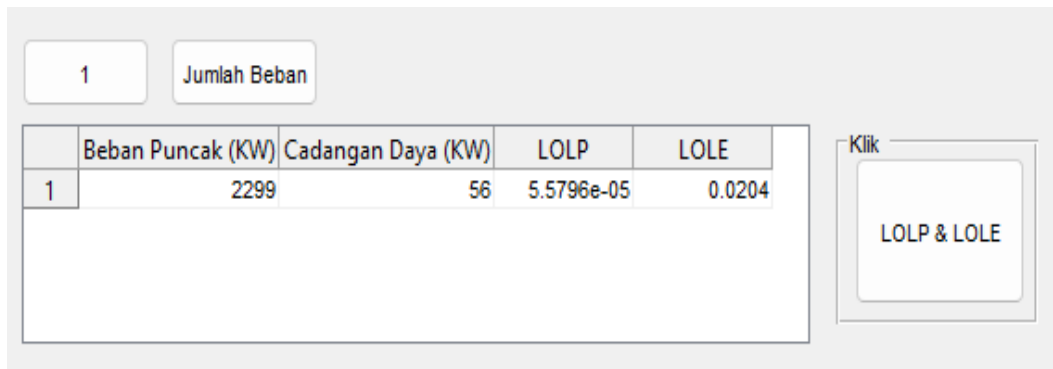 1 Jumlah Beban
Beban Puncak (KW) Cadangan Daya (KW) LOLP LOLE
1 2299 56 5.5796e-05 0.0204
Klik
LOLP & LOLE